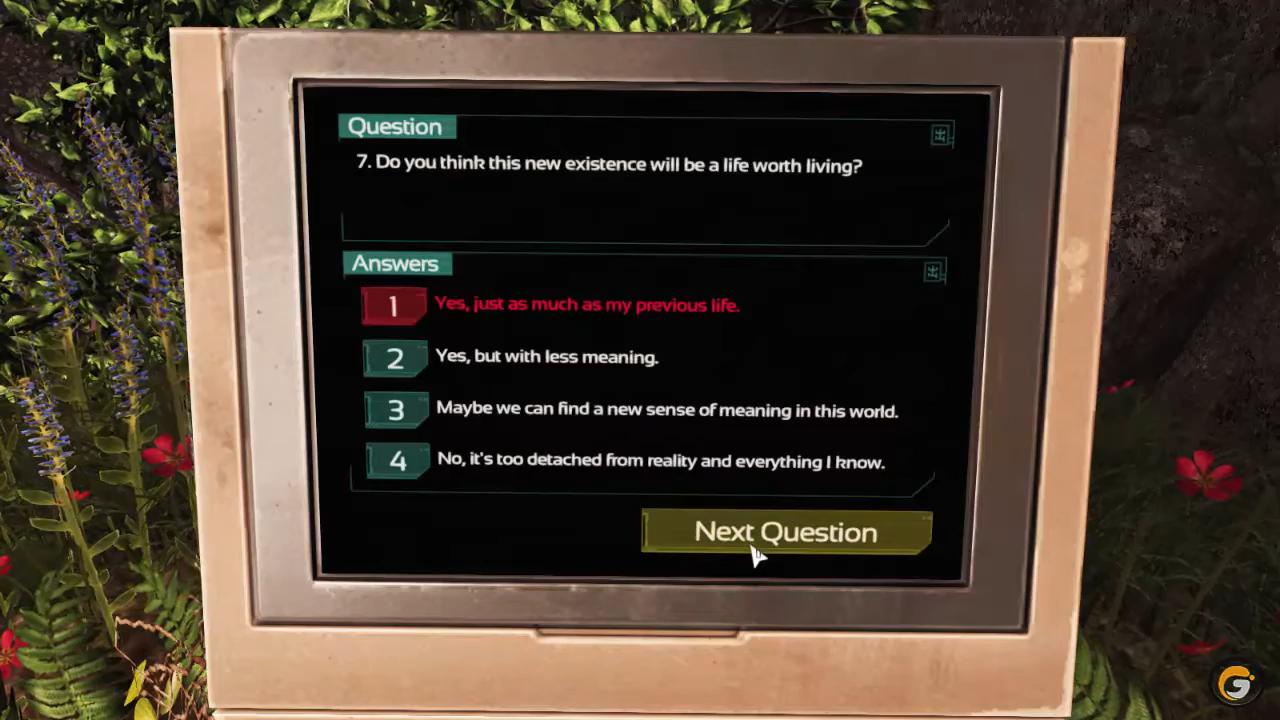 Question
7. Do you think this new existence will be a life worth living?
Answers
1 Yes, just as much as my previous life.
2 Yes, but with less meaning.
3 Maybe we can find a new sense of meaning in this world.
4 No, it's too detached from reality and everything I know.
Next Question
G